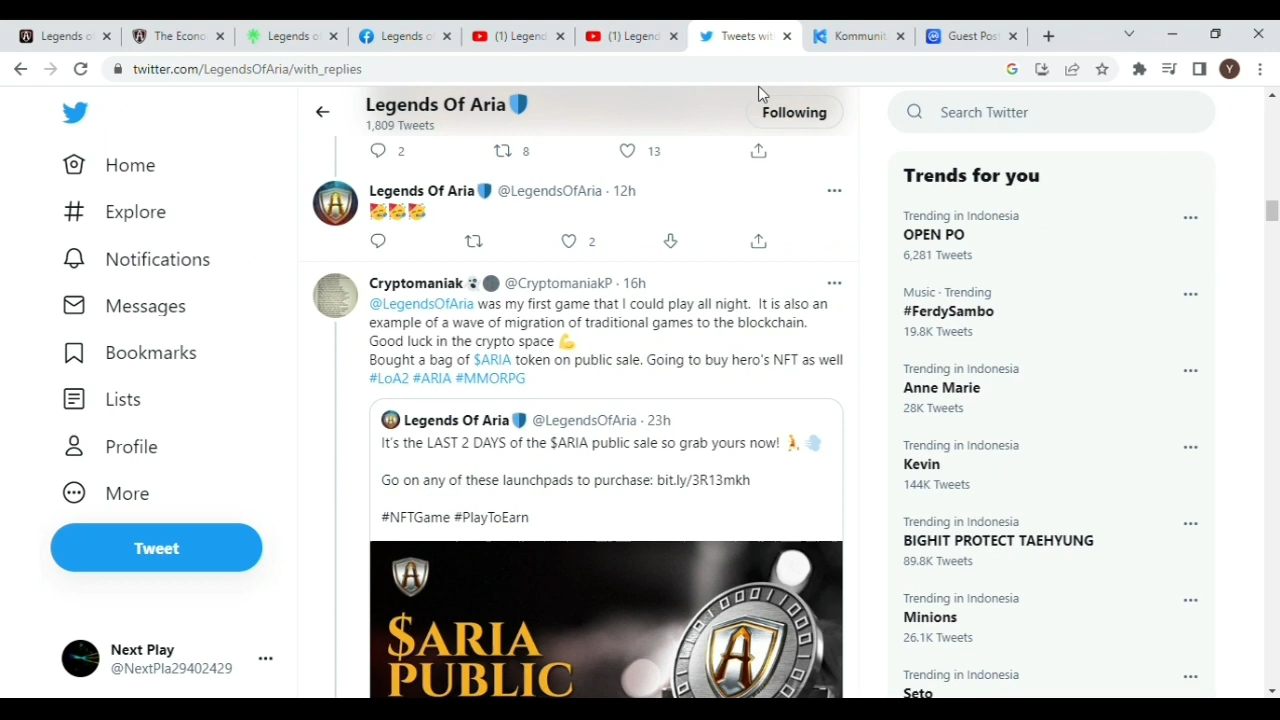 Legends o
The Econo
Legends o
Legends o
(1) Legend
(1) Legend
Tweets wit
Kommunit
Guest Post
twitter.com/LegendsOfAria/with_replies
Y
Home
Explore
Notifications
Messages
Bookmarks
Lists
Profile
More
Tweet
Next Play
@NextPla29402429
Legends Of Aria
1,809 Tweets
Following
2 8 13
Legends Of Aria @LegendsOfAria · 12h
2
Cryptomaniak @CryptomaniakP · 16h
@LegendsOfAria was my first game that I could play all night. It is also an
example of a wave of migration of traditional games to the blockchain.
Good luck in the crypto space
Bought a bag of $ARIA token on public sale. Going to buy hero's NFT as well
#LoA2 #ARIA #MMORPG
Legends Of Aria @LegendsOfAria · 23h
It's the LAST 2 DAYS of the $ARIA public sale so grab yours now!
Go on any of these launchpads to purchase: bit.ly/3R13mkh
#NFTGame #PlayToEarn
$ARIA
PUBLIC
Search Twitter
Trends for you
Trending in Indonesia
OPEN PO
6,281 Tweets
Music · Trending
#FerdySambo
19.8K Tweets
Trending in Indonesia
Anne Marie
28K Tweets
Trending in Indonesia
Kevin
144K Tweets
Trending in Indonesia
BIGHIT PROTECT TAEHYUNG
89.8K Tweets
Trending in Indonesia
Minions
26.1K Tweets
Trending in Indonesia
Seto